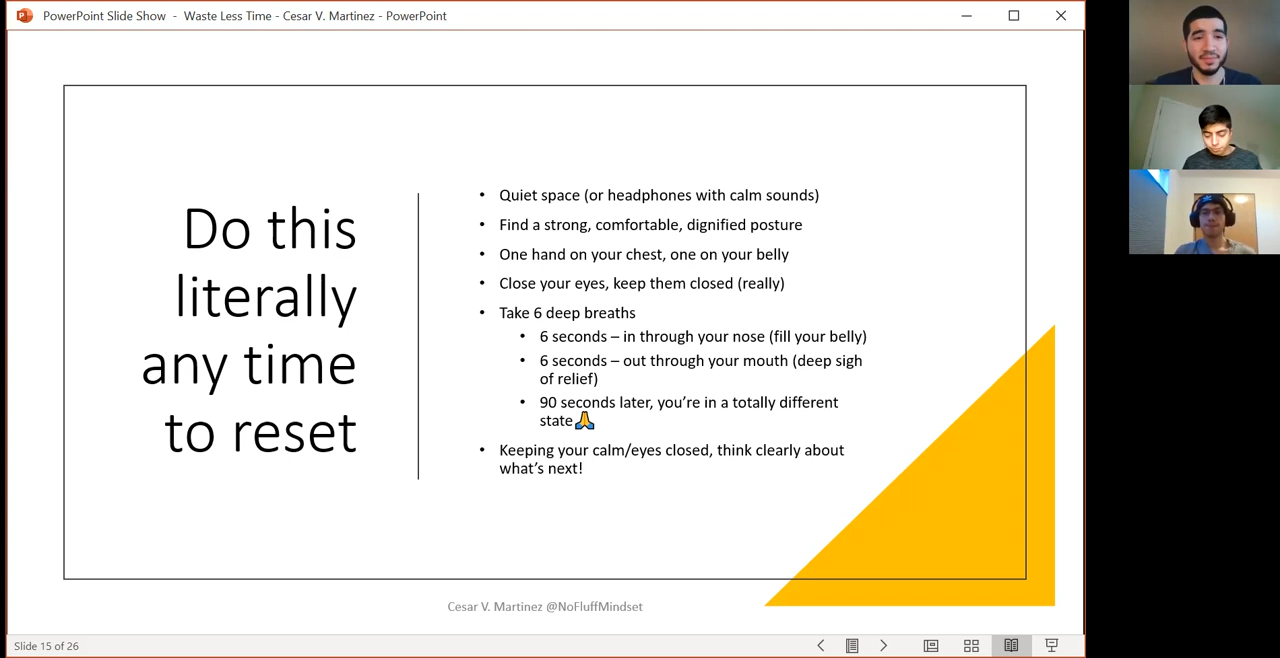 PowerPoint Slide Show - Waste Less Time - Cesar V. Martinez - PowerPoint
Do this
literally
any time
to reset
• Quiet space (or headphones with calm sounds)
• Find a strong, comfortable, dignified posture
• One hand on your chest, one on your belly
• Close your eyes, keep them closed (really)
• Take 6 deep breaths
• 6 seconds – in through your nose (fill your belly)
• 6 seconds – out through your mouth (deep sigh
of relief)
• 90 seconds later, you’re in a totally different
state🙏
• Keeping your calm/eyes closed, think clearly about
what’s next!
Cesar V. Martinez @NoFluffMindset
Slide 15 of 26